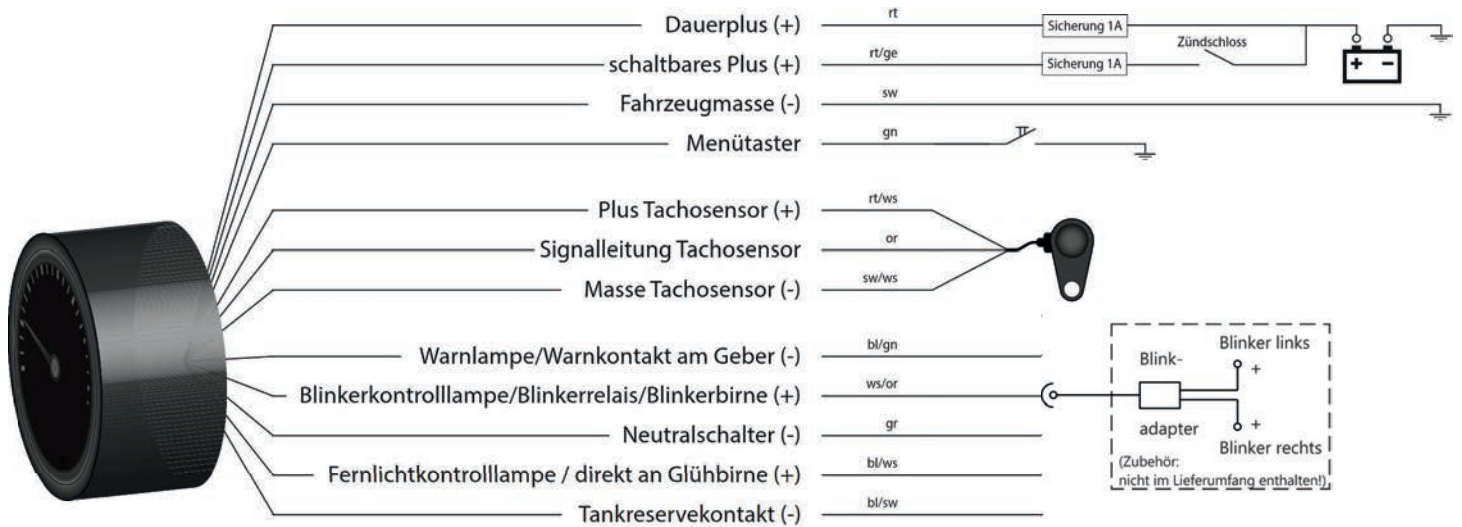 Dauerplus (+) rt Sicherung 1A
schaltbares Plus (+) rt/ge Sicherung 1A Zündschloss
+ −
Fahrzeugmasse (-) sw
Menütaster gn
Plus Tachosensor (+) rt/ws
Signalleitung Tachosensor or
Masse Tachosensor (-) sw/ws
Warnlampe/Warnkontakt am Geber (-) bl/gn
Blinkerkontrolllampe/Blinkerrelais/Blinkerbirne (+) ws/or
Neutralschalter (-) gr
Fernlichtkontrolllampe / direkt an Glühbirne (+) bl/ws
Tankreservekontakt (-) bl/sw
Blinker links
+
Blink-
adapter
+
Blinker rechts
(Zubehör:
nicht im Lieferumfang enthalten!)